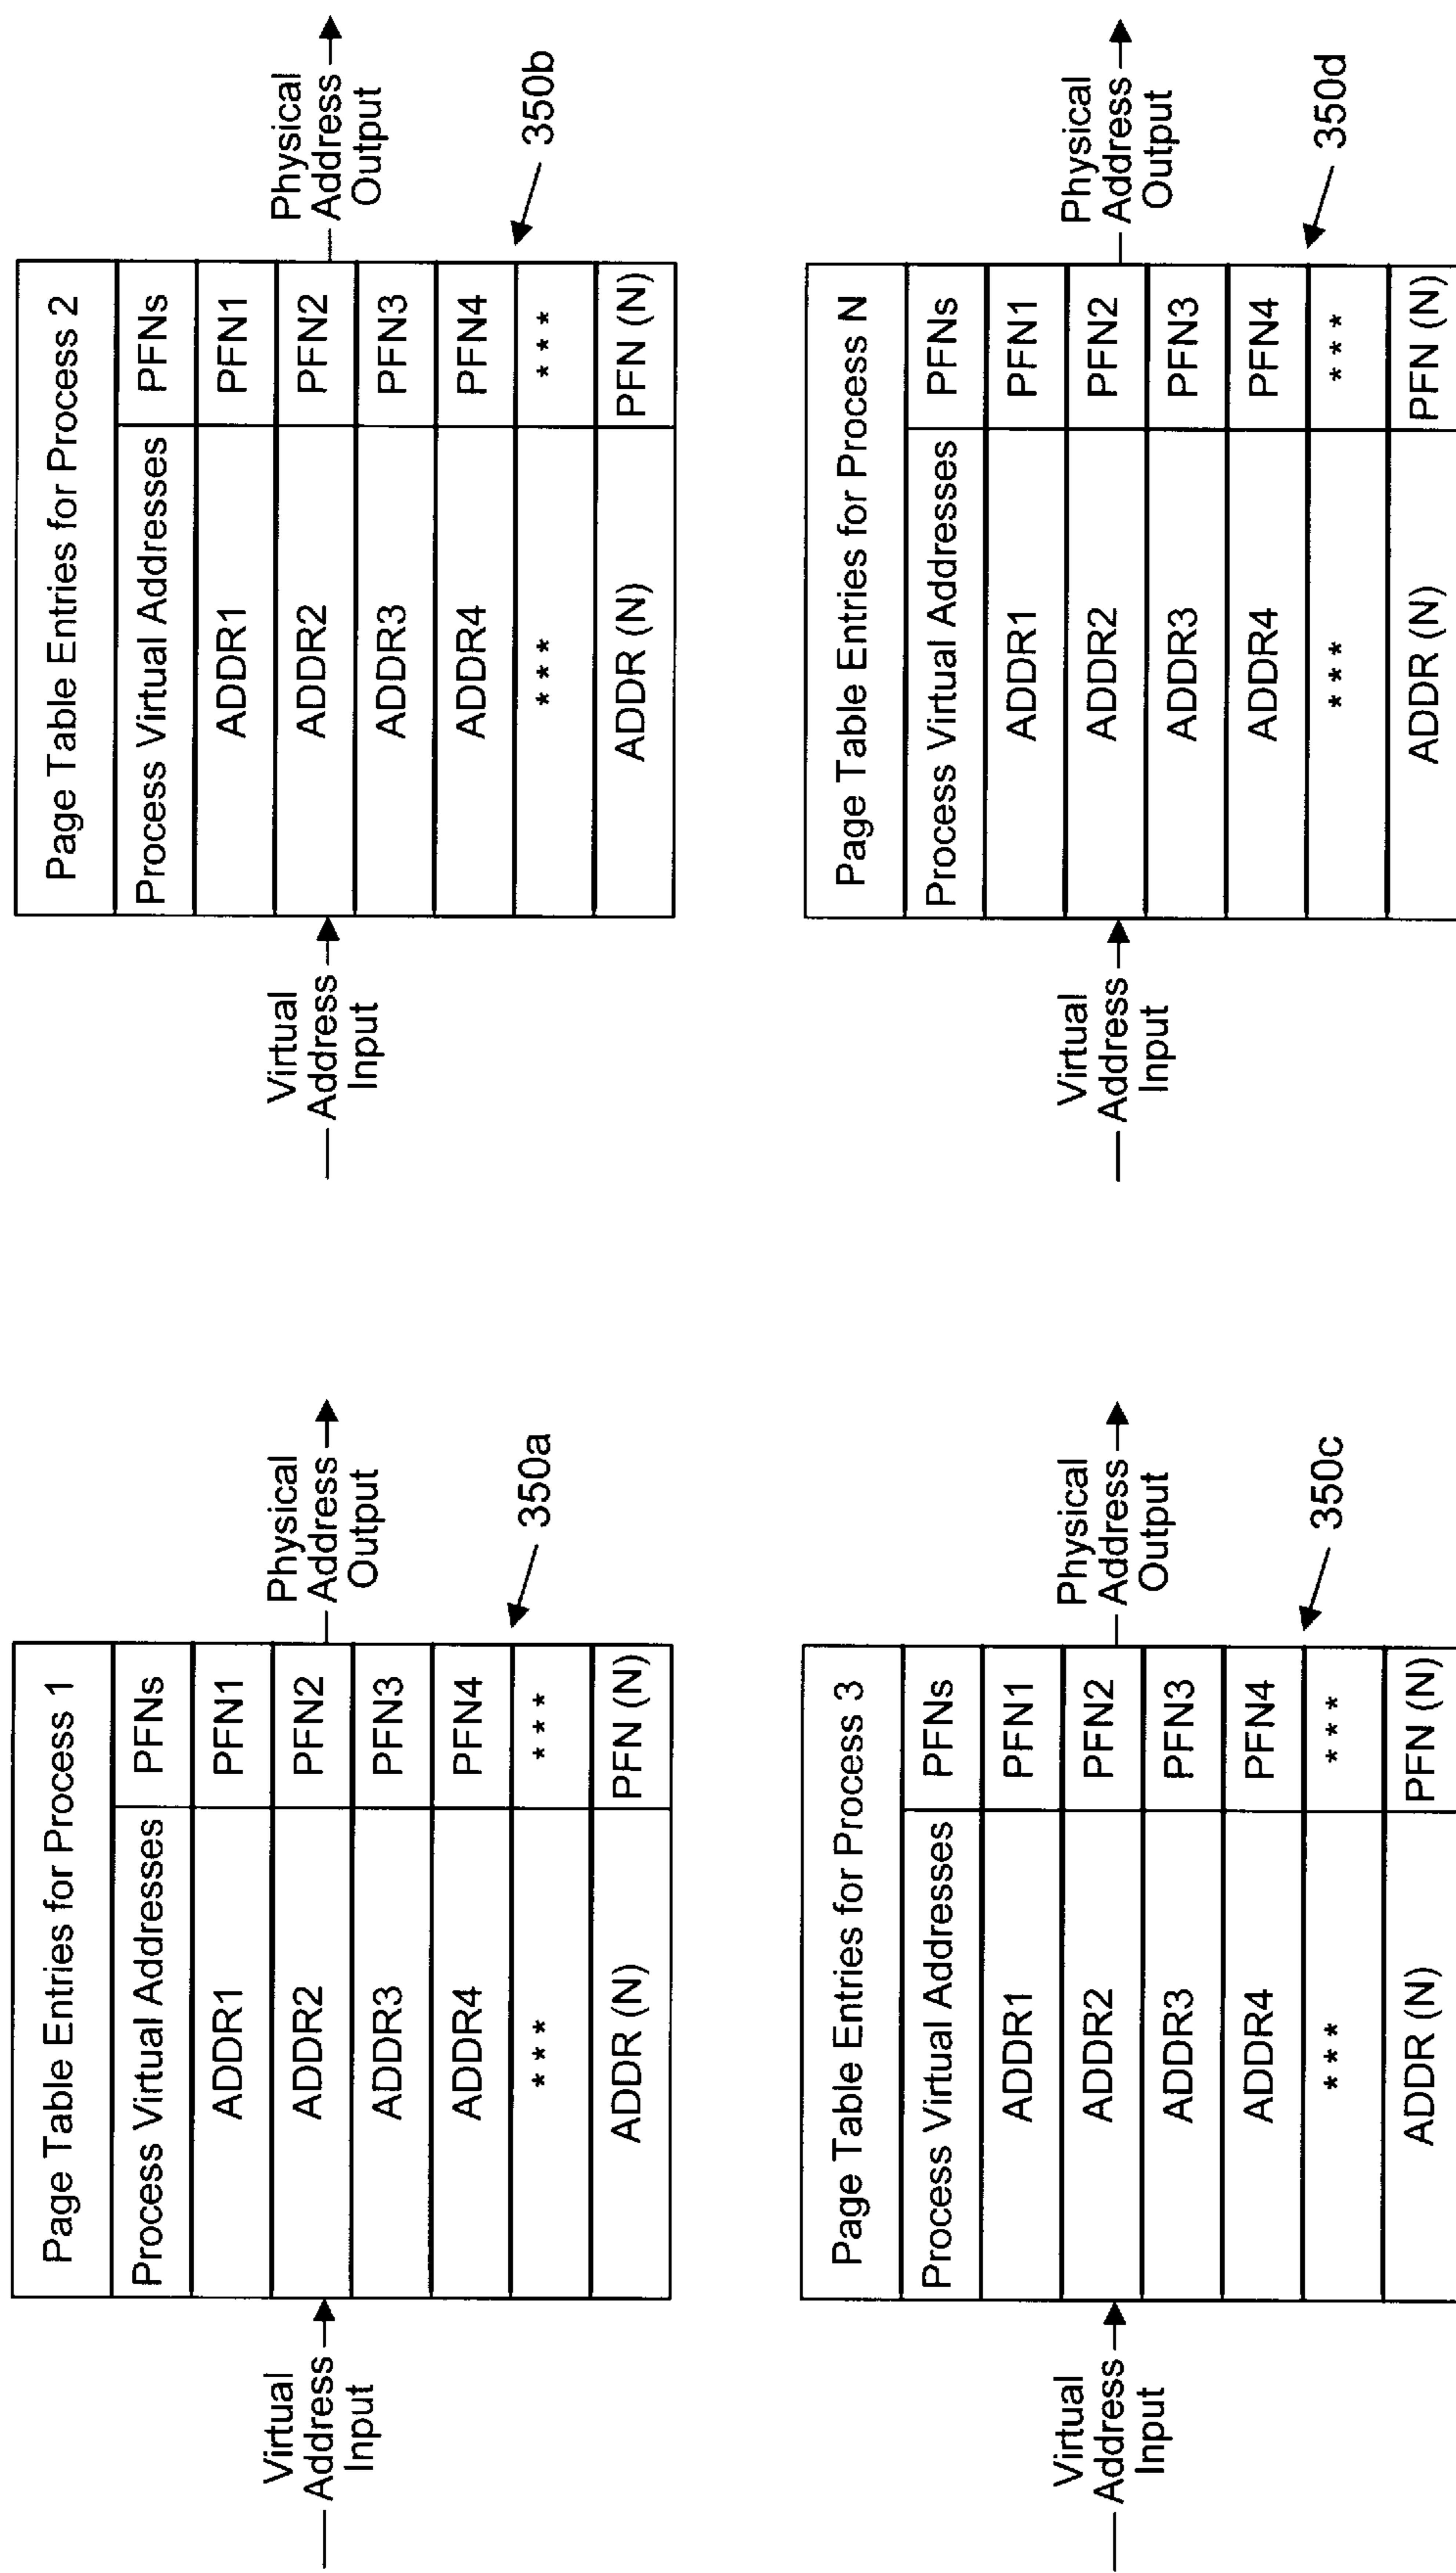 Page Table Entries for Process 1
Process Virtual Addresses PFNs
ADDR1 PFN1
ADDR2 PFN2
ADDR3 PFN3
ADDR4 PFN4
*** ***
ADDR (N) PFN (N)
Virtual
Address
Input
Physical
Address
Output
350a
Page Table Entries for Process 2
Process Virtual Addresses PFNs
ADDR1 PFN1
ADDR2 PFN2
ADDR3 PFN3
ADDR4 PFN4
*** ***
ADDR (N) PFN (N)
Virtual
Address
Input
Physical
Address
Output
350b
Page Table Entries for Process 3
Process Virtual Addresses PFNs
ADDR1 PFN1
ADDR2 PFN2
ADDR3 PFN3
ADDR4 PFN4
*** ***
ADDR (N) PFN (N)
Virtual
Address
Input
Physical
Address
Output
350c
Page Table Entries for Process N
Process Virtual Addresses PFNs
ADDR1 PFN1
ADDR2 PFN2
ADDR3 PFN3
ADDR4 PFN4
*** ***
ADDR (N) PFN (N)
Virtual
Address
Input
Physical
Address
Output
350d